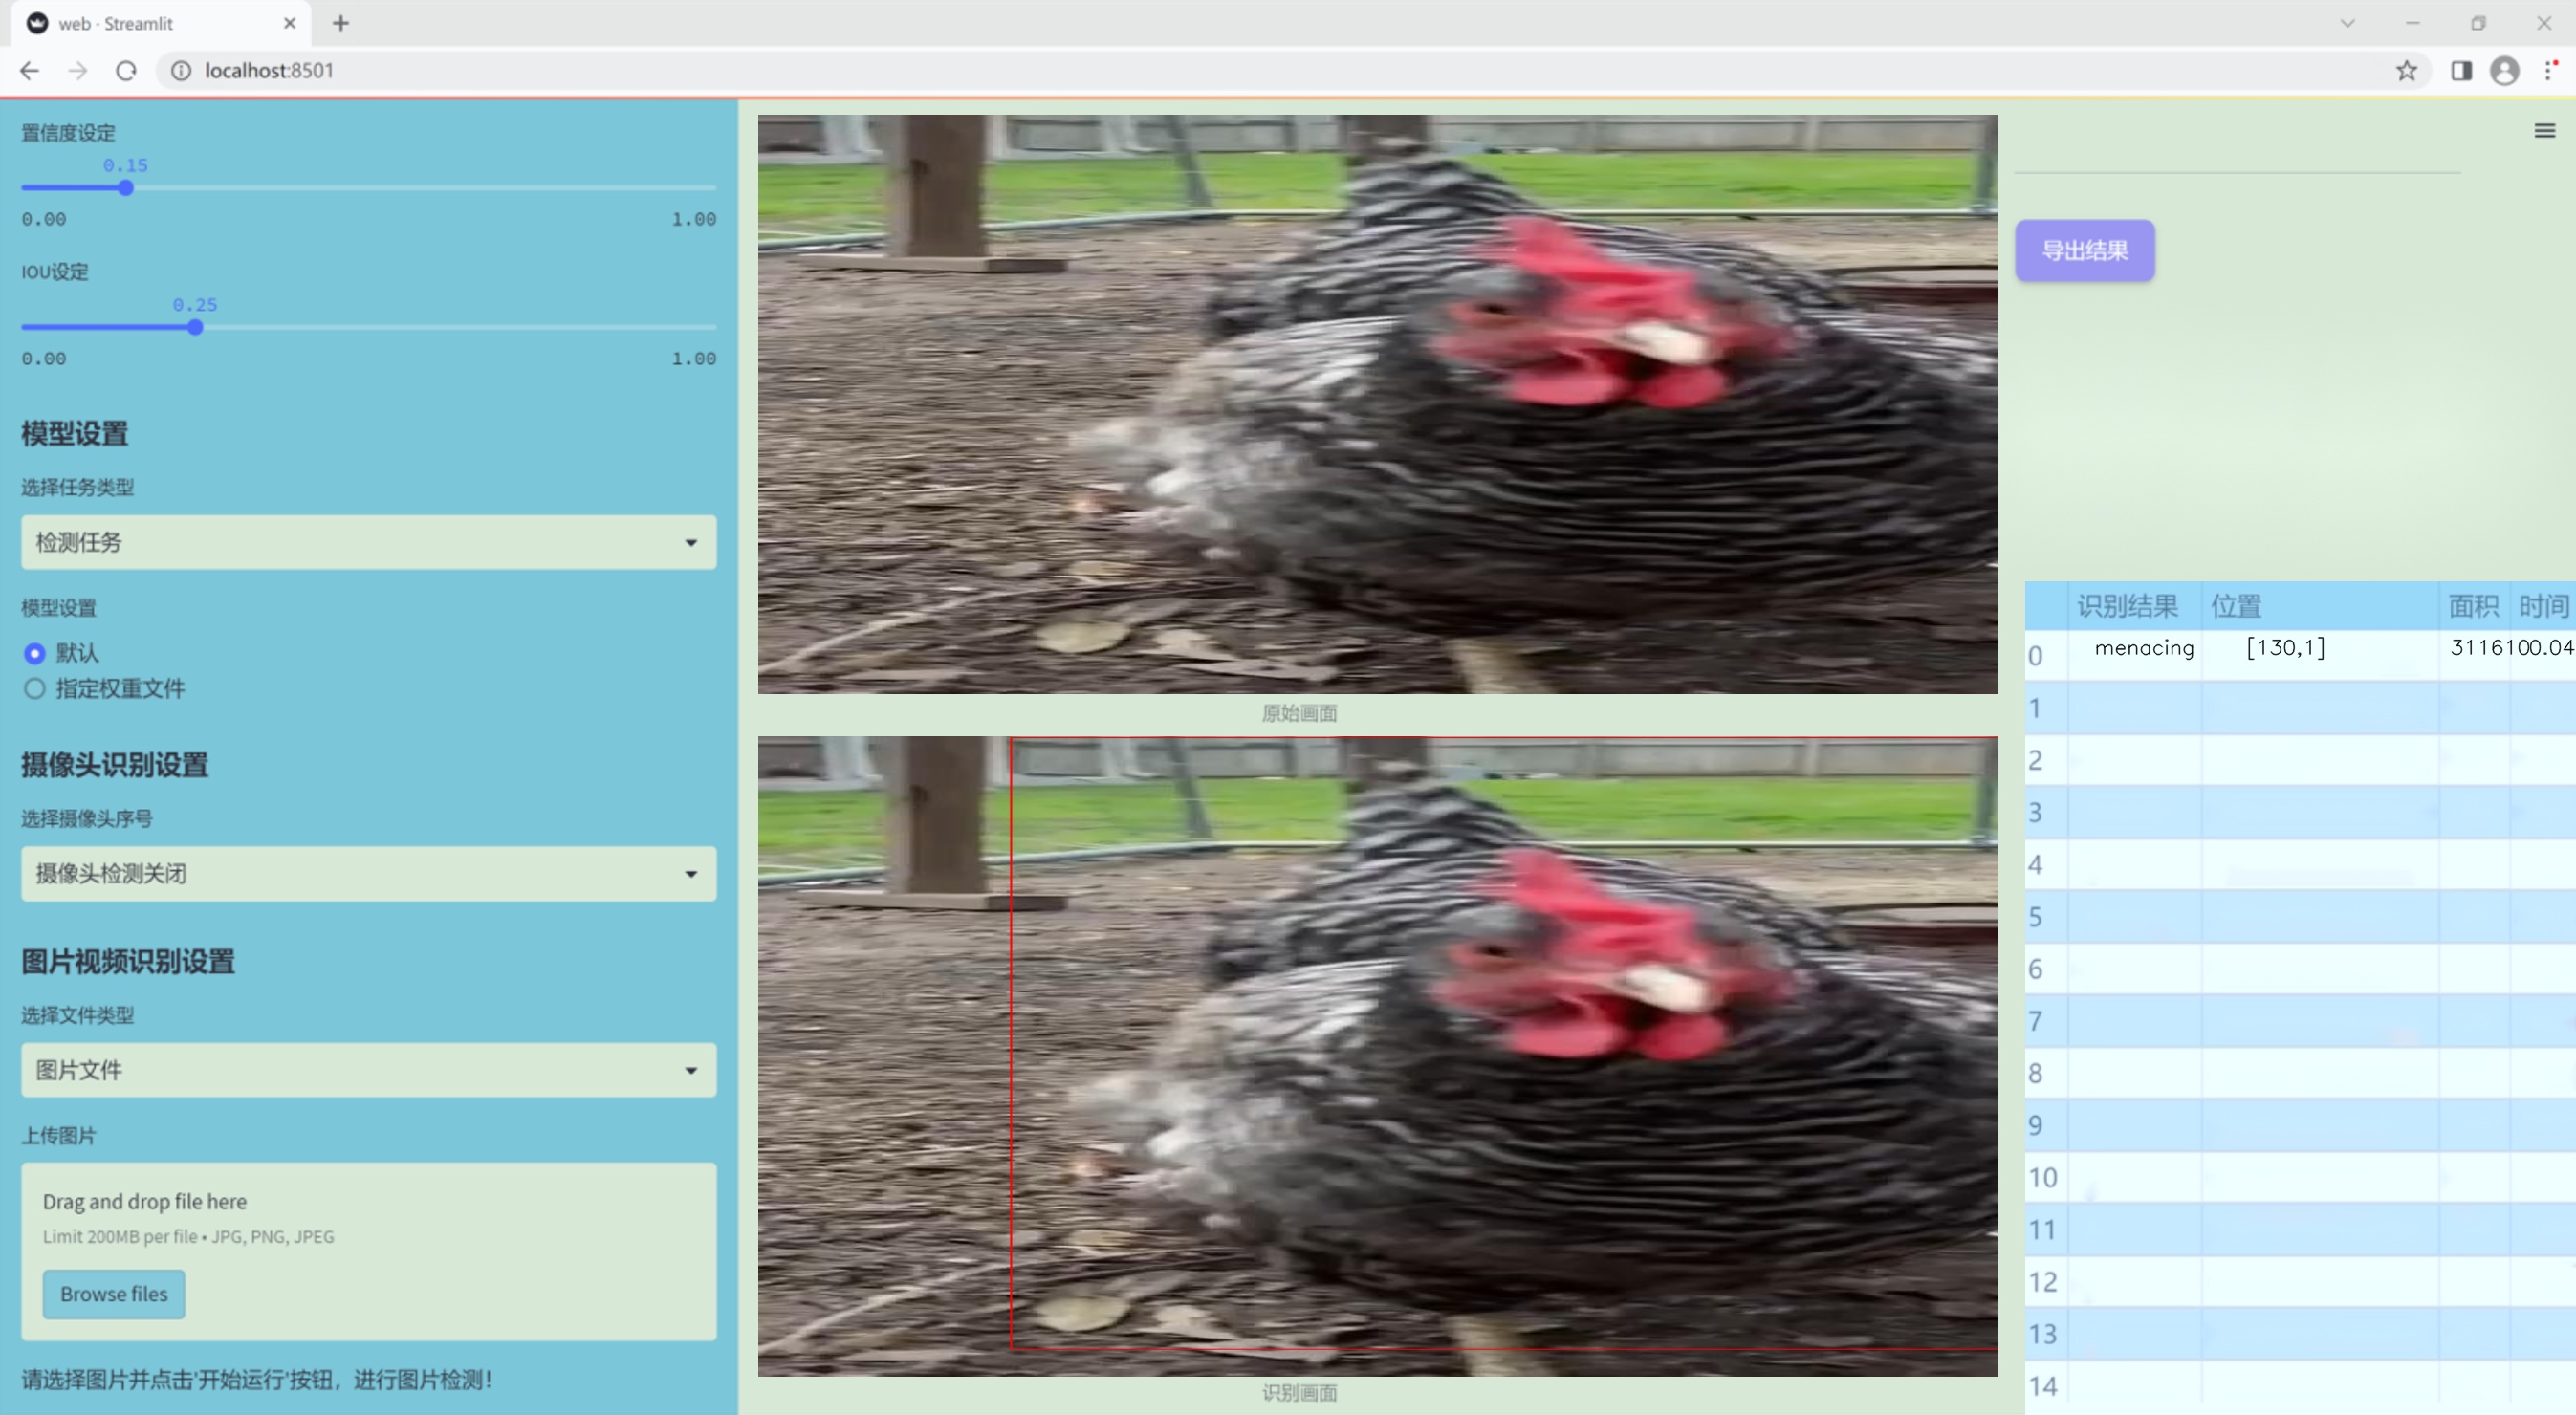 web · Streamlit
localhost:8501
置信度设定
0.15
0.00 1.00
IOU设定
0.25
0.00 1.00
模型设置
选择任务类型
检测任务
模型设置
默认
指定权重文件
摄像头识别设置
选择摄像头序号
摄像头检测关闭
图片视频识别设置
选择文件类型
图片文件
上传图片
Drag and drop file here
Limit 200MB per file • JPG, PNG, JPEG
Browse files
请选择图片并点击'开始运行'按钮，进行图片检测！
原始画面
识别画面
导出结果
识别结果 位置 面积 时间
0 menacing [130,1] 3116100.04
1
2
3
4
5
6
7
8
9
10
11
12
13
14